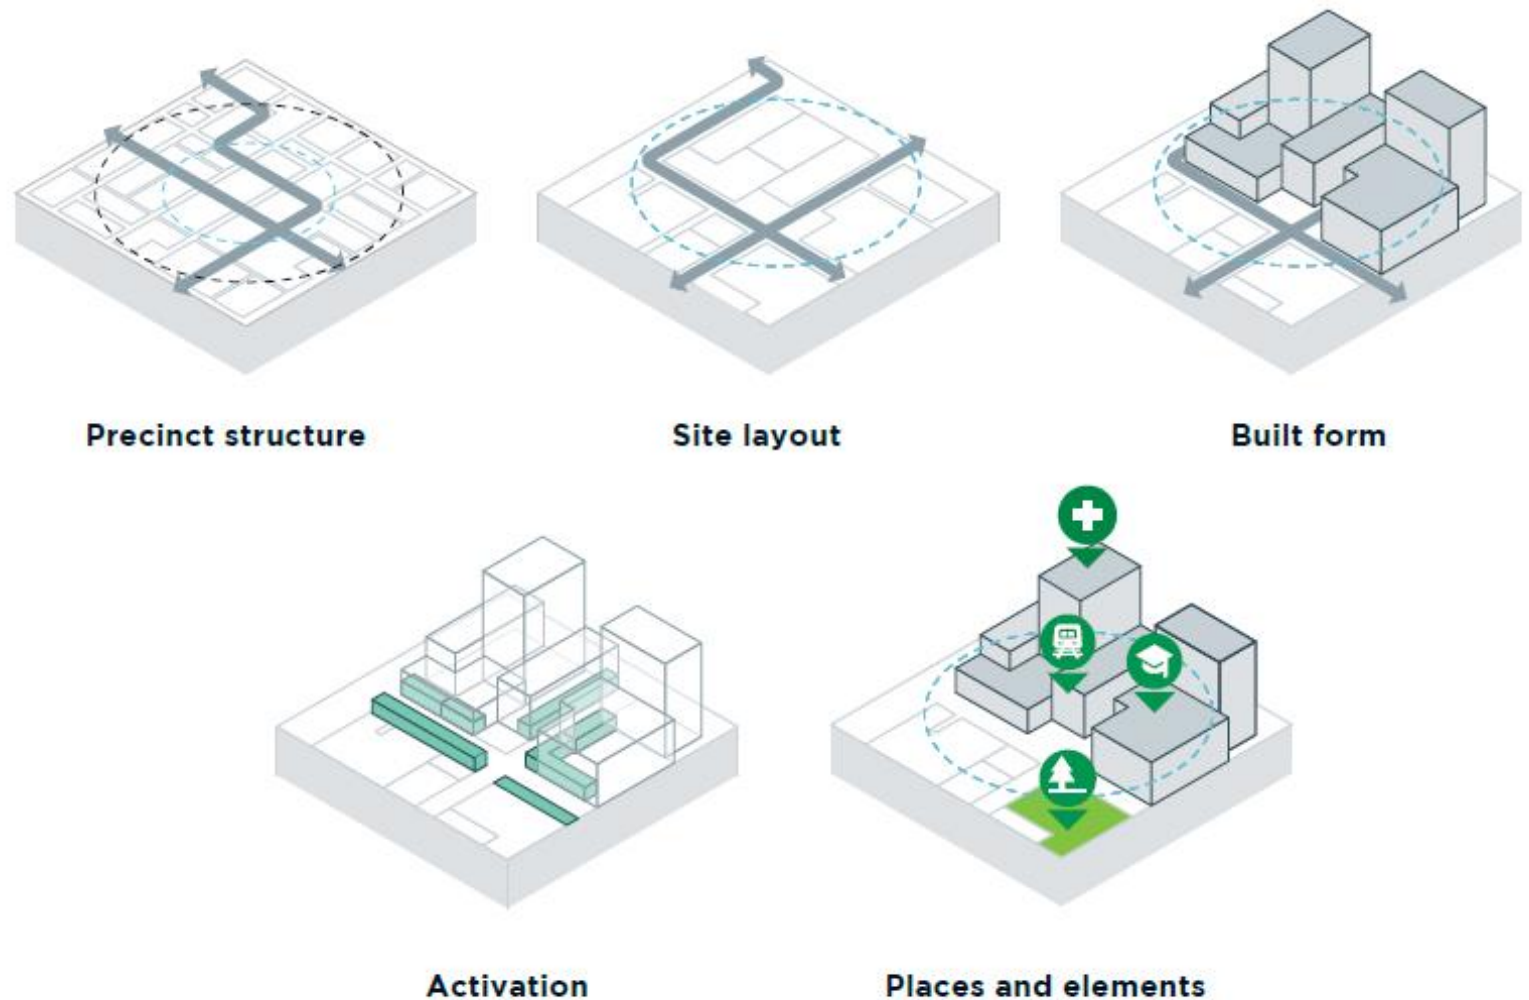 Precinct structure
Site layout
Built form
Activation
Places and elements